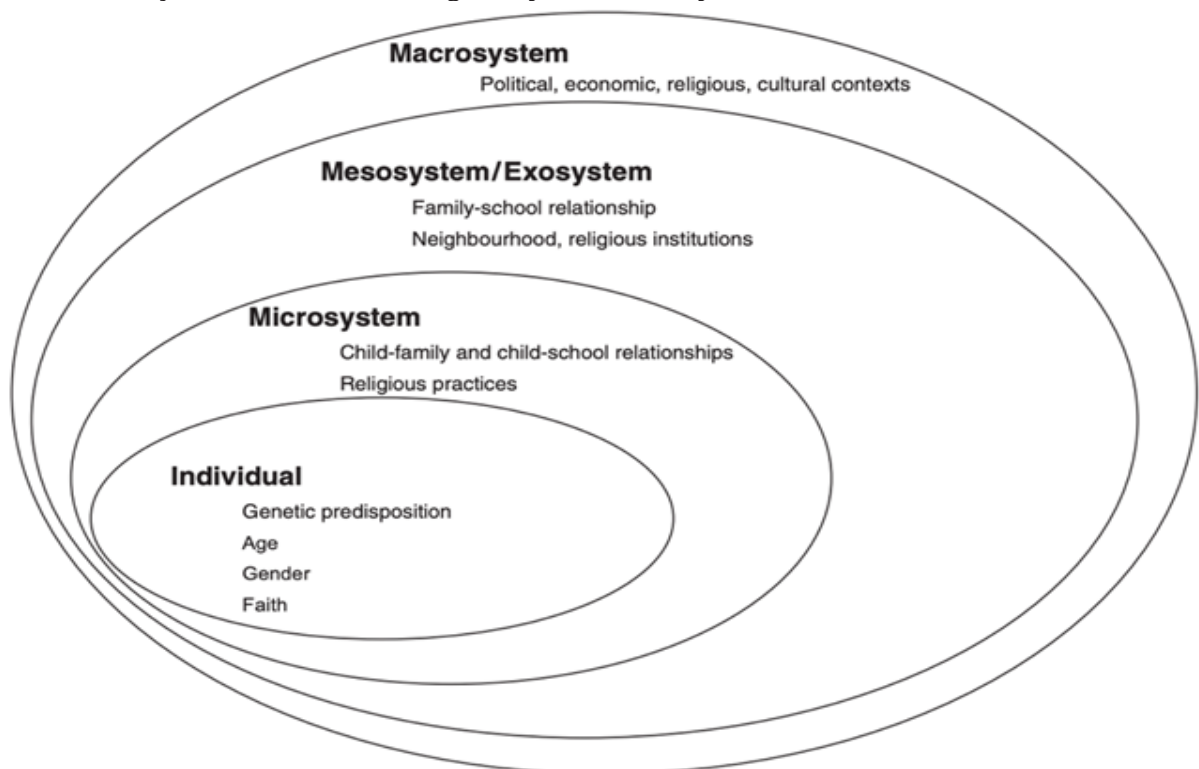 Macrosystem
Political, economic, religious, cultural contexts
Mesosystem/Exosystem
Family-school relationship
Neighbourhood, religious institutions
Microsystem
Child-family and child-school relationships
Religious practices
Individual
Genetic predisposition
Age
Gender
Faith